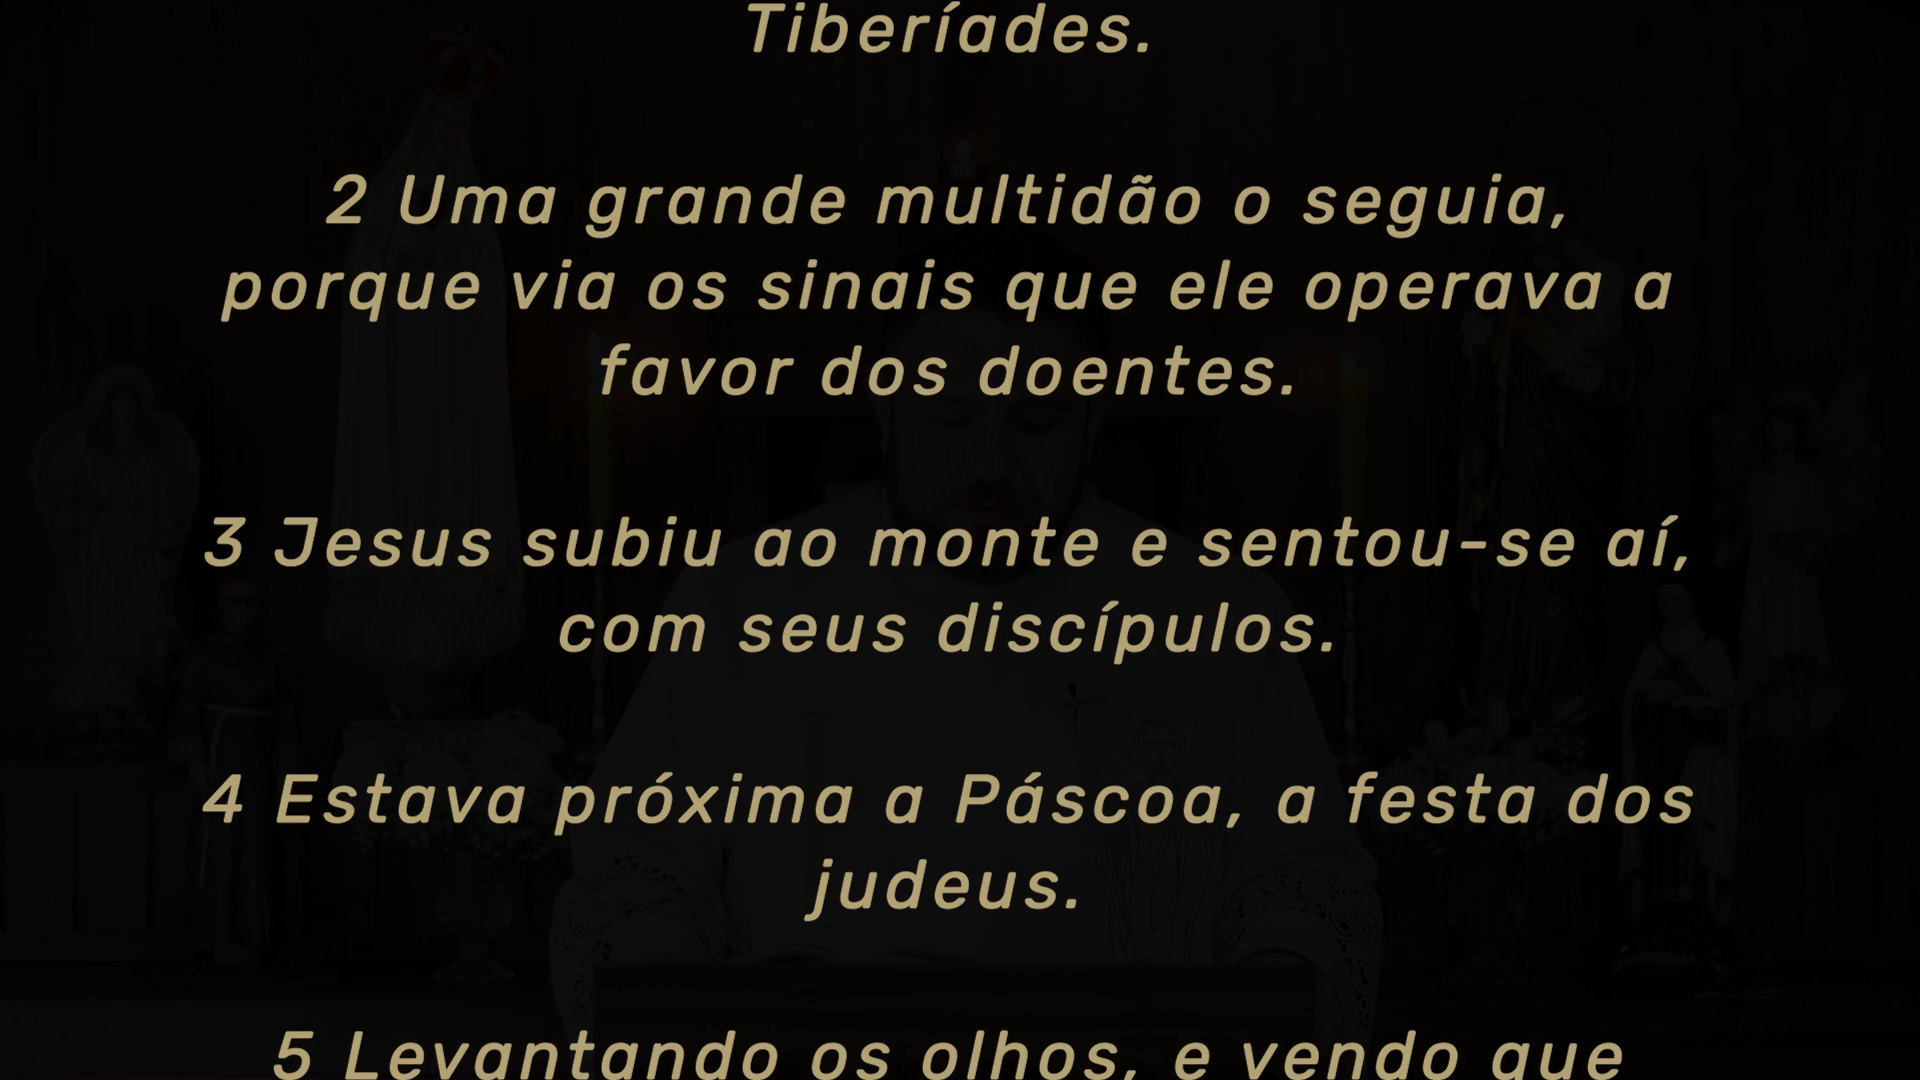 Tiberíades.
2 Uma grande multidão o seguia,
porque via os sinais que ele operava a
favor dos doentes.
3 Jesus subiu ao monte e sentou-se aí,
com seus discípulos.
4 Estava próxima a Páscoa, a festa dos
judeus.
5 Levantando os olhos, e vendo que